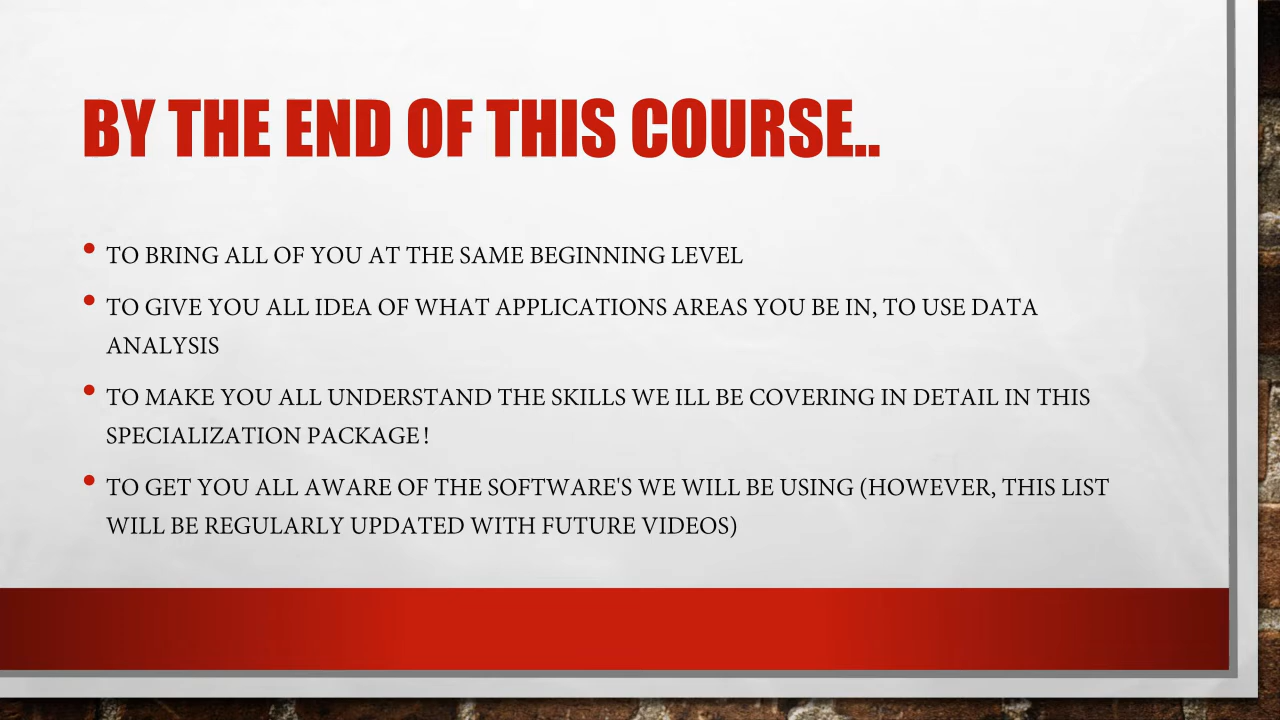 BY THE END OF THIS COURSE..
• TO BRING ALL OF YOU AT THE SAME BEGINNING LEVEL
• TO GIVE YOU ALL IDEA OF WHAT APPLICATIONS AREAS YOU BE IN, TO USE DATA
ANALYSIS
• TO MAKE YOU ALL UNDERSTAND THE SKILLS WE ILL BE COVERING IN DETAIL IN THIS
SPECIALIZATION PACKAGE!
• TO GET YOU ALL AWARE OF THE SOFTWARE'S WE WILL BE USING (HOWEVER, THIS LIST
WILL BE REGULARLY UPDATED WITH FUTURE VIDEOS)